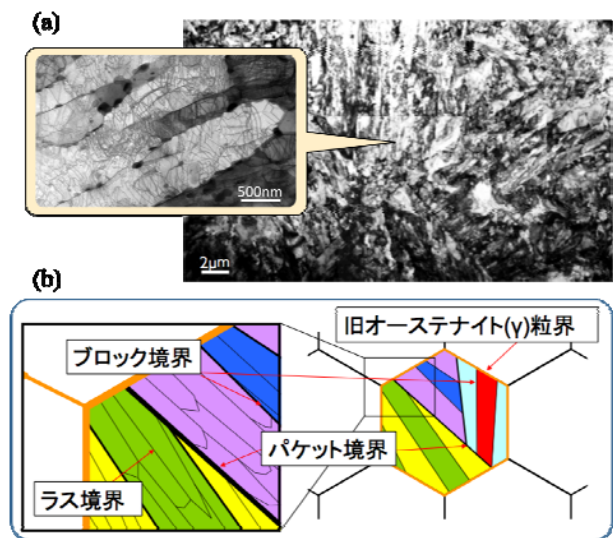 (a)
500nm
2μm
(b)
旧オーステナイト(γ)粒界
ブロック境界
パケット境界
ラス境界